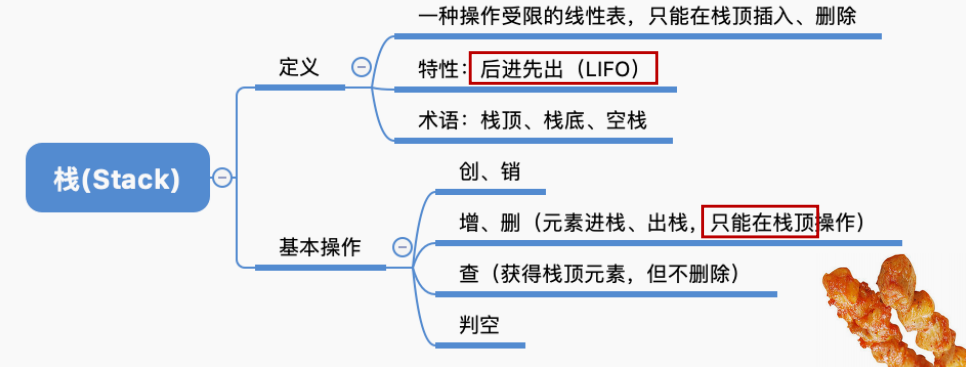 一种操作受限的线性表，只能在栈顶插入、删除
定义
特性：后进先出（LIFO）
术语：栈顶、栈底、空栈
栈(Stack)
创、销
增、删（元素进栈、出栈，只能在栈顶操作）
基本操作
查（获得栈顶元素，但不删除）
判空